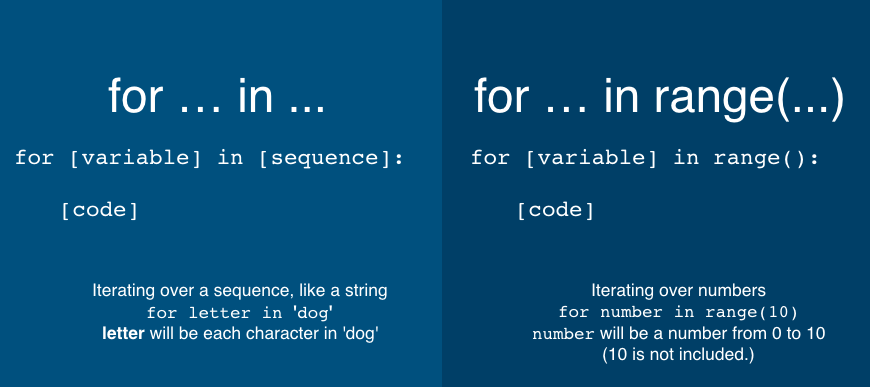 for … in ...
for [variable] in [sequence]:
[code]
Iterating over a sequence, like a string
for letter in 'dog'
letter will be each character in 'dog'
for … in range(...)
for [variable] in range():
[code]
Iterating over numbers
for number in range(10)
number will be a number from 0 to 10
(10 is not included.)